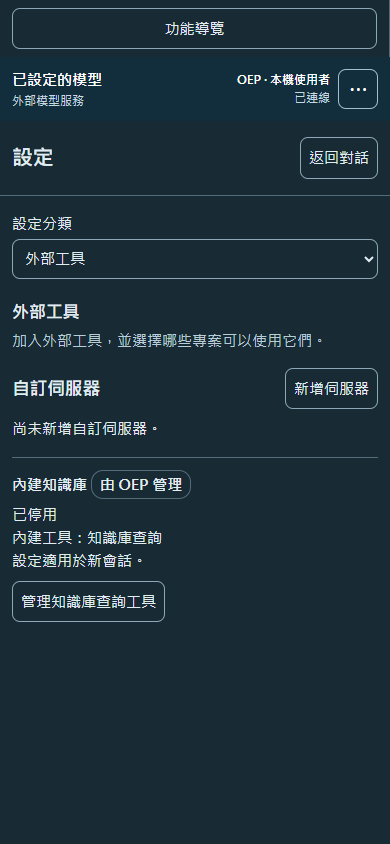 功能導覽
已設定的模型
外部模型服務
OEP · 本機使用者
已連線
···
設定
返回對話
設定分類
外部工具
外部工具
加入外部工具，並選擇哪些專案可以使用它們。
自訂伺服器
新增伺服器
尚未新增自訂伺服器。
內建知識庫 由 OEP 管理
已停用
內建工具：知識庫查詢
設定適用於新會話。
管理知識庫查詢工具